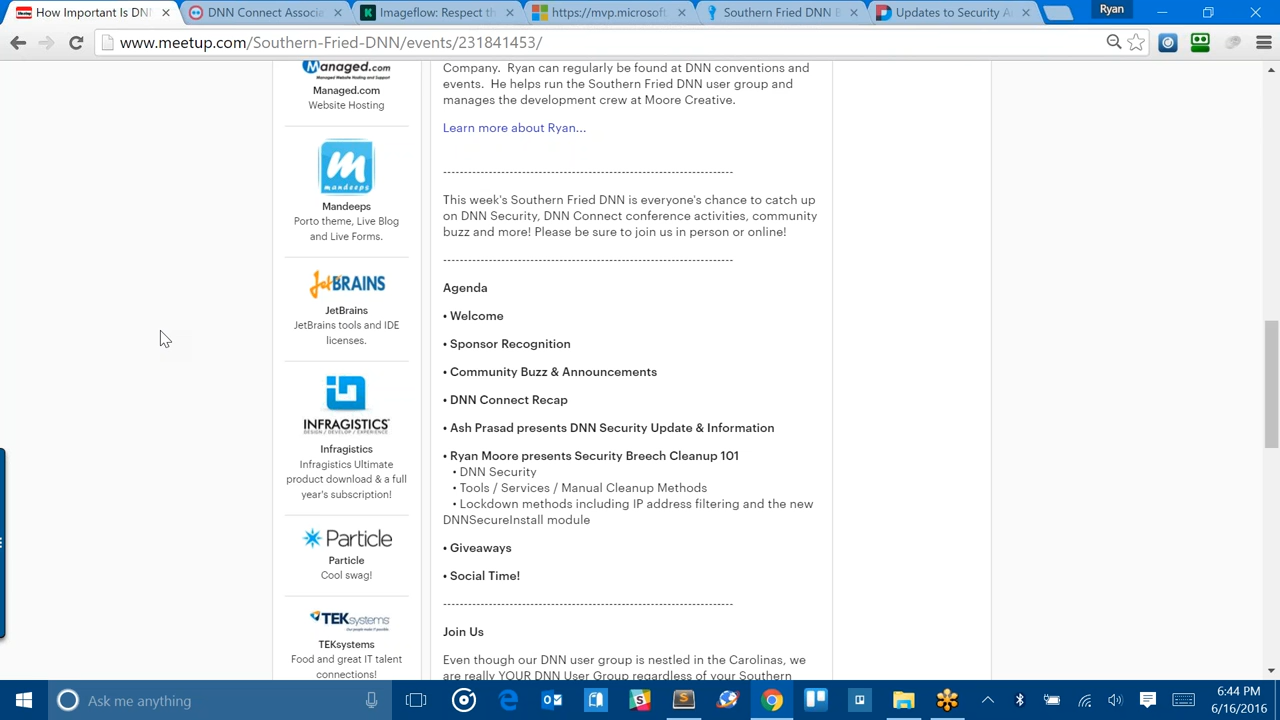 How Important Is DN
DNN Connect Associa
Imageflow: Respect th
https://mvp.microsoft
Southern Fried DNN E
Updates to Security A
Ryan
www.meetup.com/Southern-Fried-DNN/events/231841453/
Managed.com
Managed Website Hosting and Support
Managed.com
Website Hosting
m
mandeeps
Mandeeps
Porto theme, Live Blog
and Live Forms.
JetBRAINS
JetBrains
JetBrains tools and IDE
licenses.
INFRAGISTICS
DESIGN / DEVELOP / EXPERIENCE
Infragistics
Infragistics Ultimate
product download & a full
year's subscription!
Particle
Particle
Cool swag!
TEKsystems
TEKsystems
Food and great IT talent
connections!
Company. Ryan can regularly be found at DNN conventions and
events. He helps run the Southern Fried DNN user group and
manages the development crew at Moore Creative.
Learn more about Ryan...
---------------------------------------------------------------------
This week's Southern Fried DNN is everyone's chance to catch up
on DNN Security, DNN Connect conference activities, community
buzz and more! Please be sure to join us in person or online!
---------------------------------------------------------------------
Agenda
• Welcome
• Sponsor Recognition
• Community Buzz & Announcements
• DNN Connect Recap
• Ash Prasad presents DNN Security Update & Information
• Ryan Moore presents Security Breech Cleanup 101
• DNN Security
• Tools / Services / Manual Cleanup Methods
• Lockdown methods including IP address filtering and the new
DNNSecureInstall module
• Giveaways
• Social Time!
---------------------------------------------------------------------
Join Us
Even though our DNN user group is nestled in the Carolinas, we
are really YOUR DNN User Group regardless of your Southern
Ask me anything
6:44 PM
6/16/2016